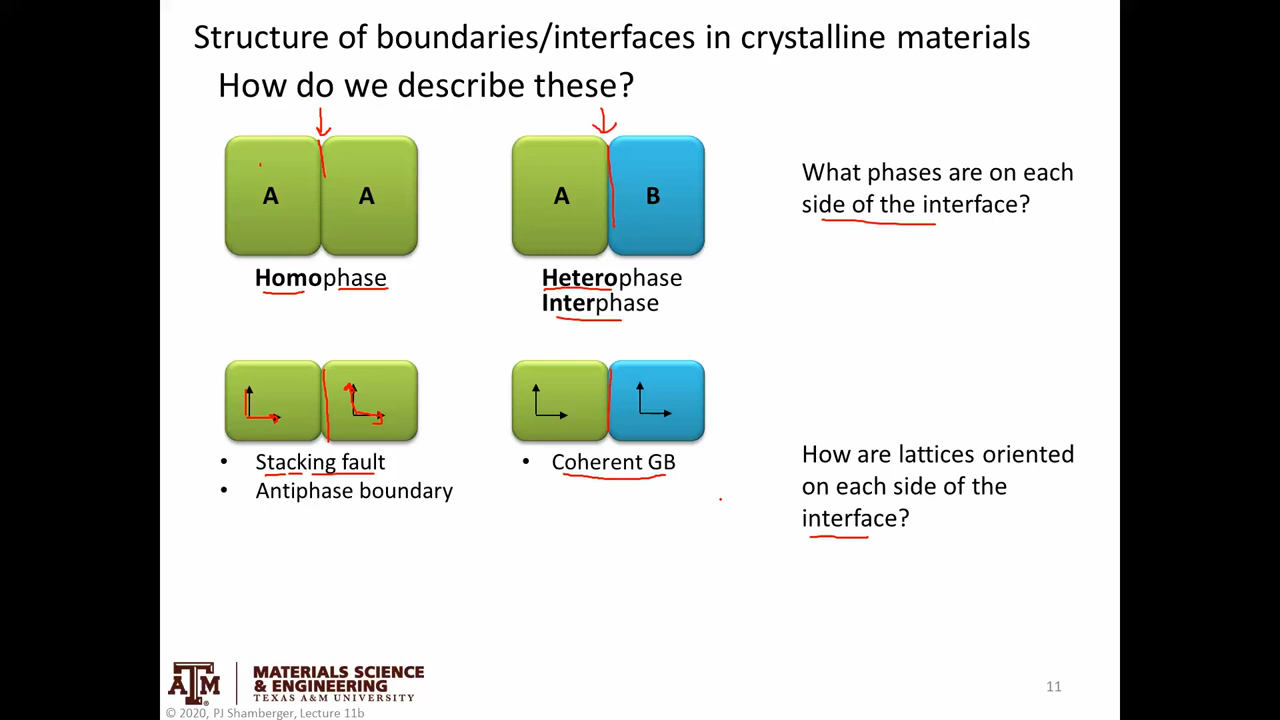 Structure of boundaries/interfaces in crystalline materials
How do we describe these?
A
A
A
B
What phases are on each
side of the interface?
Homophase
Heterophase
Interphase
• Stacking fault
• Antiphase boundary
• Coherent GB
How are lattices oriented
on each side of the
interface?
ATM
MATERIALS SCIENCE
& ENGINEERING
TEXAS A&M UNIVERSITY
© 2020, PJ Shamberger, Lecture 11b
11